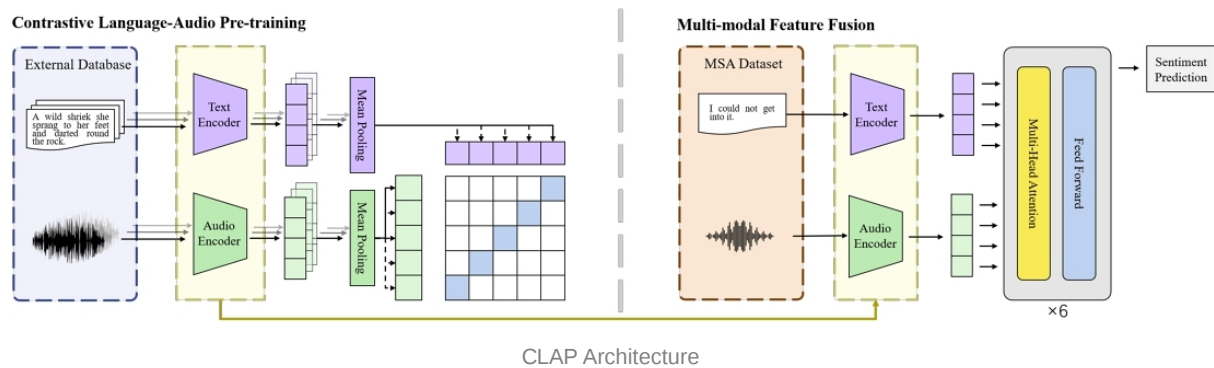 Contrastive Language-Audio Pre-training
External Database
A wild shriek she
sprang to her feet
and darted round
the rock.
Text
Encoder
Mean Pooling
Audio
Encoder
Mean Pooling
Multi-modal Feature Fusion
MSA Dataset
I could not get
into it.
Text
Encoder
Audio
Encoder
Multi-Head Attention
Feed Forward
×6
Sentiment
Prediction
CLAP Architecture